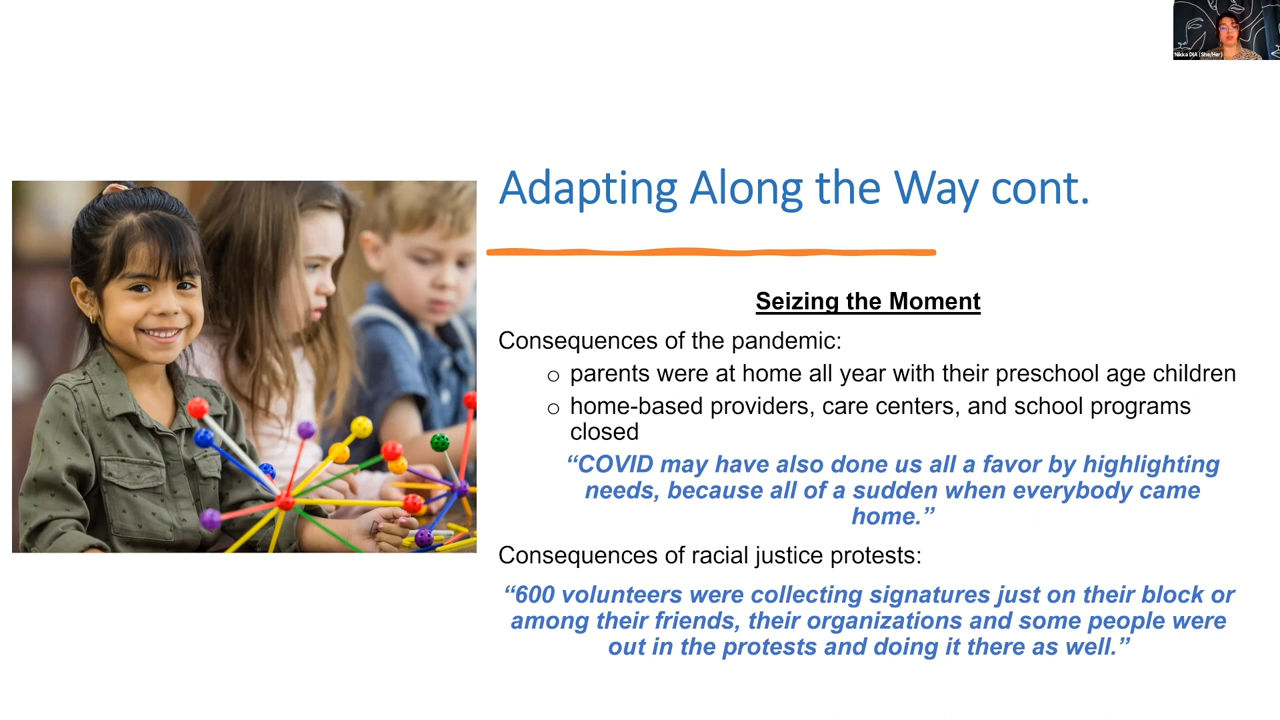 Nikka DIA (She/Her)
Adapting Along the Way cont.
Seizing the Moment
Consequences of the pandemic:
o parents were at home all year with their preschool age children
o home-based providers, care centers, and school programs
closed
“COVID may have also done us all a favor by highlighting
needs, because all of a sudden when everybody came
home.”
Consequences of racial justice protests:
“600 volunteers were collecting signatures just on their block or
among their friends, their organizations and some people were
out in the protests and doing it there as well.”